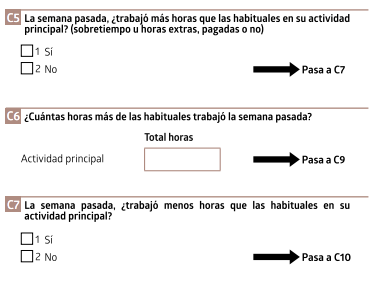 C5 La semana pasada, ¿trabajó más horas que las habituales en su actividad
principal? (sobretiempo u horas extras, pagadas o no)
1 Sí
2 No Pasa a C7
C6 ¿Cuántas horas más de las habituales trabajó la semana pasada?
Total horas
Actividad principal Pasa a C9
C7 La semana pasada, ¿trabajó menos horas que las habituales en su
actividad principal?
1 Sí
2 No Pasa a C10